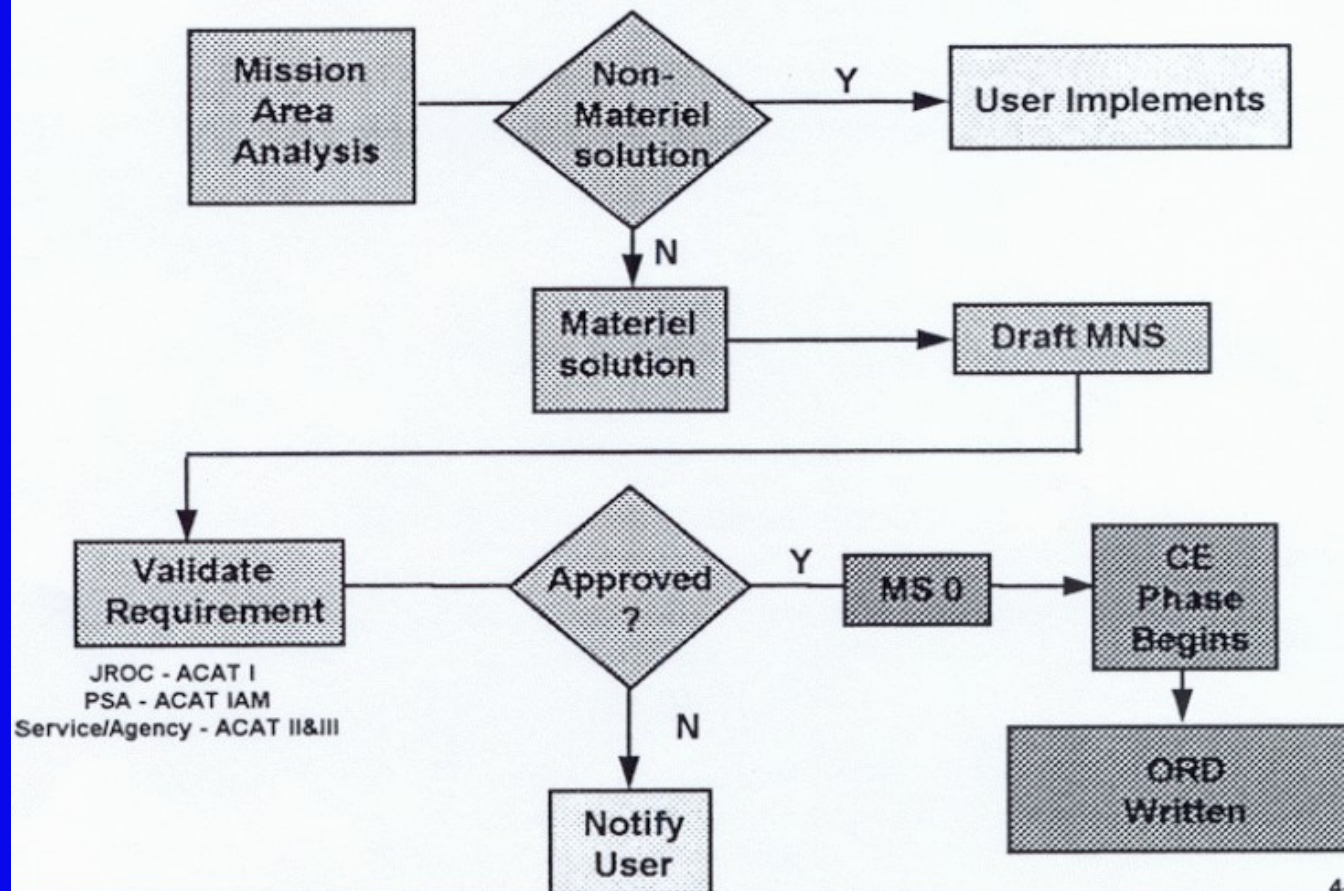 Mission
Area
Analysis
Non-
Materiel
solution
Y
User Implements
N
Materiel
solution
Draft MNS
Validate
Requirement
JROC - ACAT I
PSA - ACAT IAM
Service/Agency - ACAT II&III
Approved
?
Y
MS 0
CE
Phase
Begins
N
Notify
User
ORD
Written